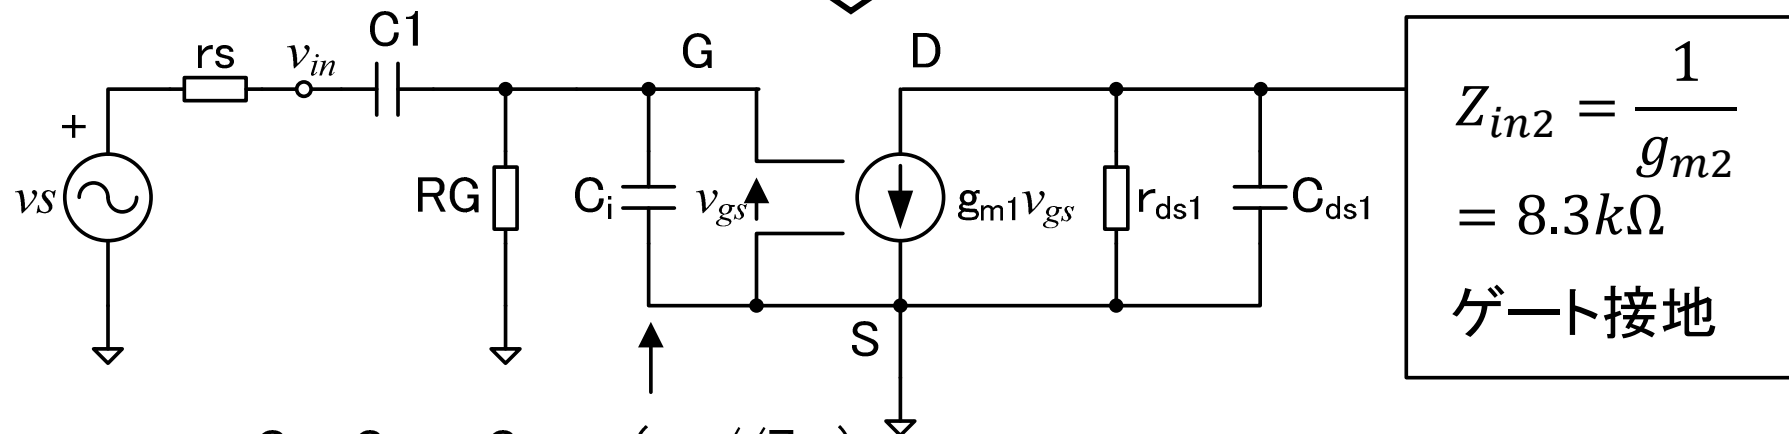 C1
rs
v_in
G
D
+
vs
RG
C_i
v_gs
g_m1 v_gs
r_ds1
C_ds1
S
Z_in2 = 1/g_m2
= 8.3kΩ
ゲート接地